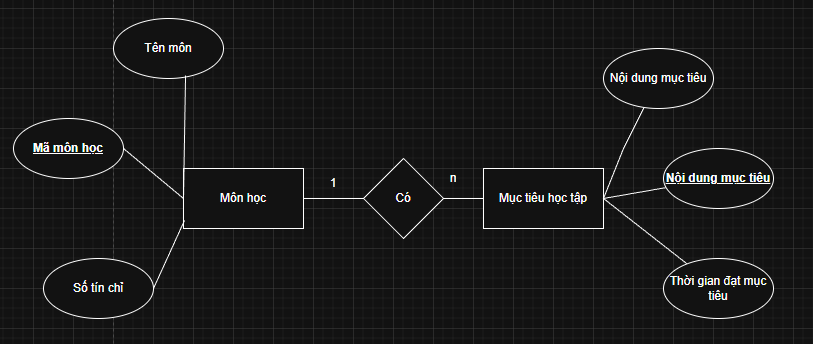 Tên môn
Nội dung mục tiêu
Mã môn học
Nội dung mục tiêu
1
n
Môn học
Có
Mục tiêu học tập
Số tín chỉ
Thời gian đạt mục
tiêu